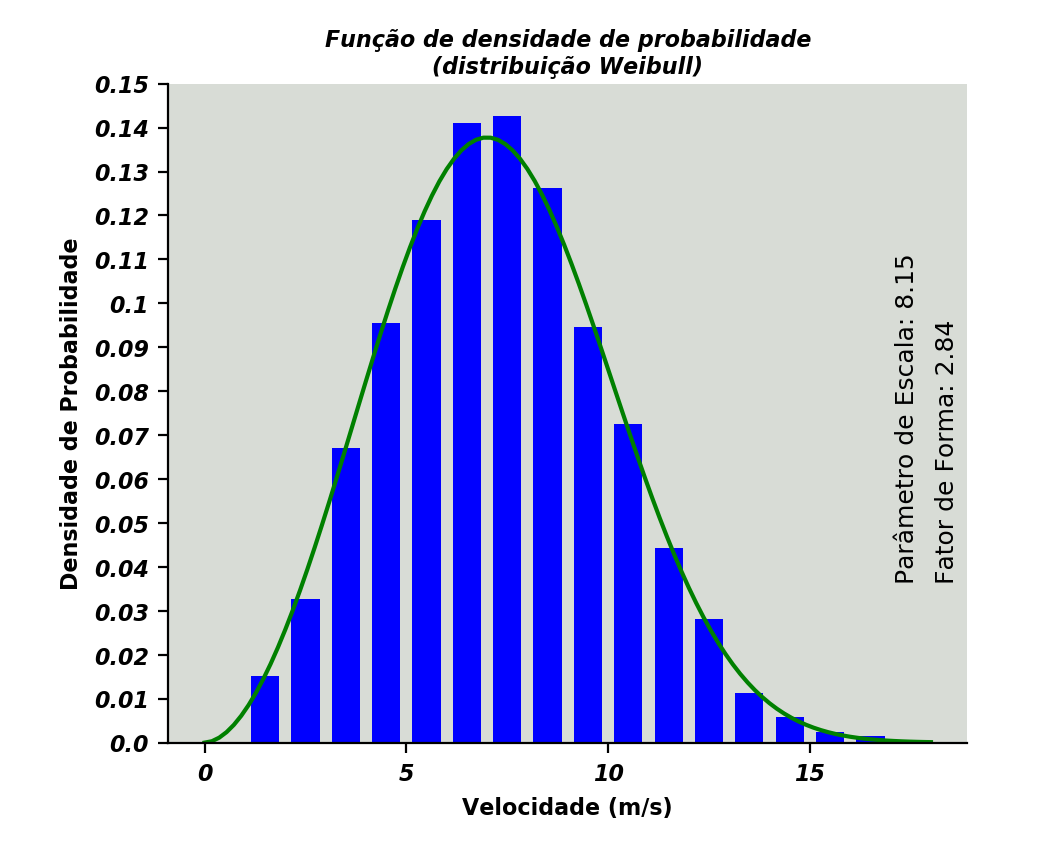 Função de densidade de probabilidade
(distribuição Weibull)
Densidade de Probabilidade
0.15
0.14
0.13
0.12
0.11
0.1
0.09
0.08
0.07
0.06
0.05
0.04
0.03
0.02
0.01
0.0
Parâmetro de Escala: 8.15
Fator de Forma: 2.84
0 5 10 15
Velocidade (m/s)